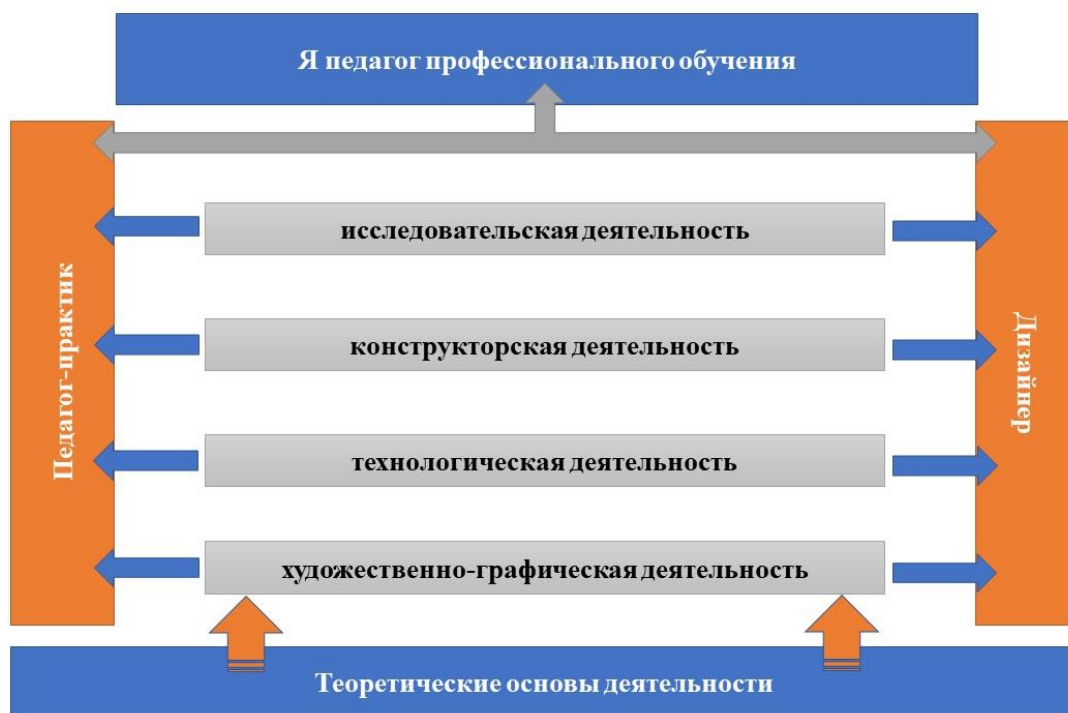 Я педагог профессионального обучения
Педагог-практик
исследовательская деятельность
конструкторская деятельность
технологическая деятельность
художественно-графическая деятельность
Дизайнер
Теоретические основы деятельности